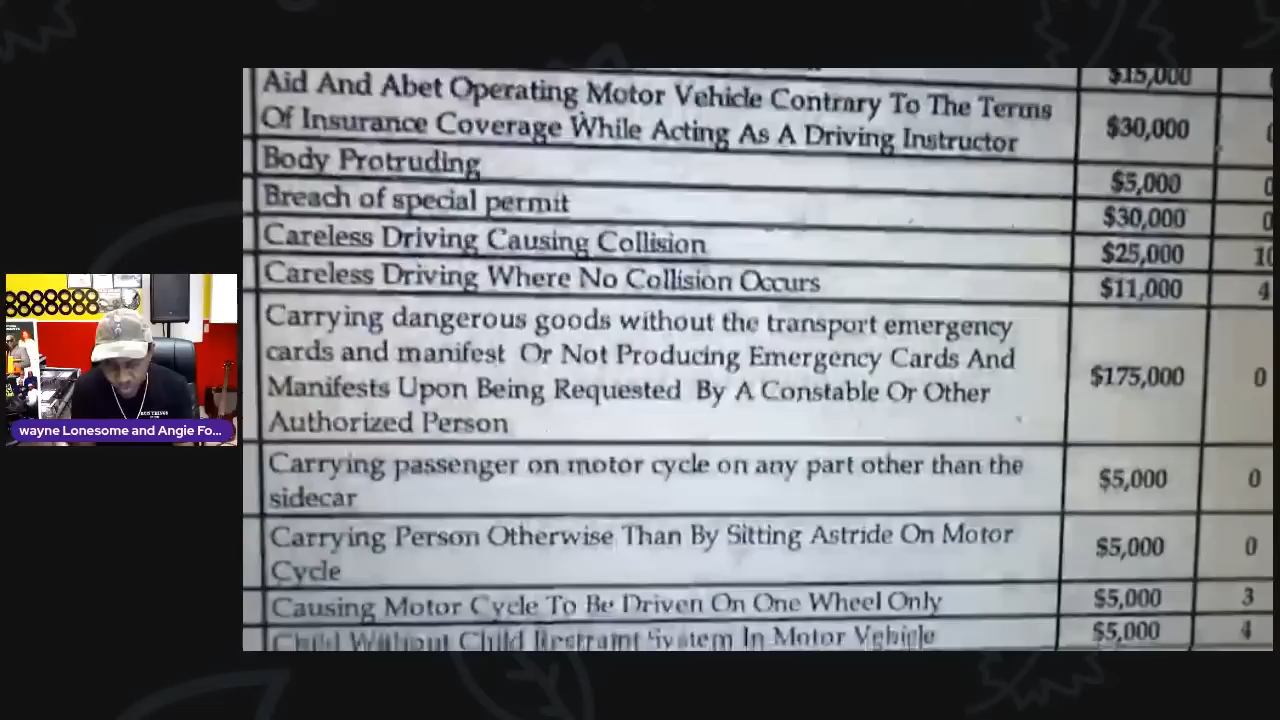 $15,000
Aid And Abet Operating Motor Vehicle Contrary To The Terms
Of Insurance Coverage While Acting As A Driving Instructor
$30,000
Body Protruding
$5,000
0
Breach of special permit
$30,000
0
Careless Driving Causing Collision
$25,000
10
Careless Driving Where No Collision Occurs
$11,000
4
Carrying dangerous goods without the transport emergency
cards and manifest Or Not Producing Emergency Cards And
Manifests Upon Being Requested By A Constable Or Other
Authorized Person
$175,000
0
Carrying passenger on motor cycle on any part other than the
sidecar
$5,000
0
Carrying Person Otherwise Than By Sitting Astride On Motor
Cycle
$5,000
0
Causing Motor Cycle To Be Driven On One Wheel Only
$5,000
3
Child Without Child Restraint System In Motor Vehicle
$5,000
4
wayne Lonesome and Angie Fo...